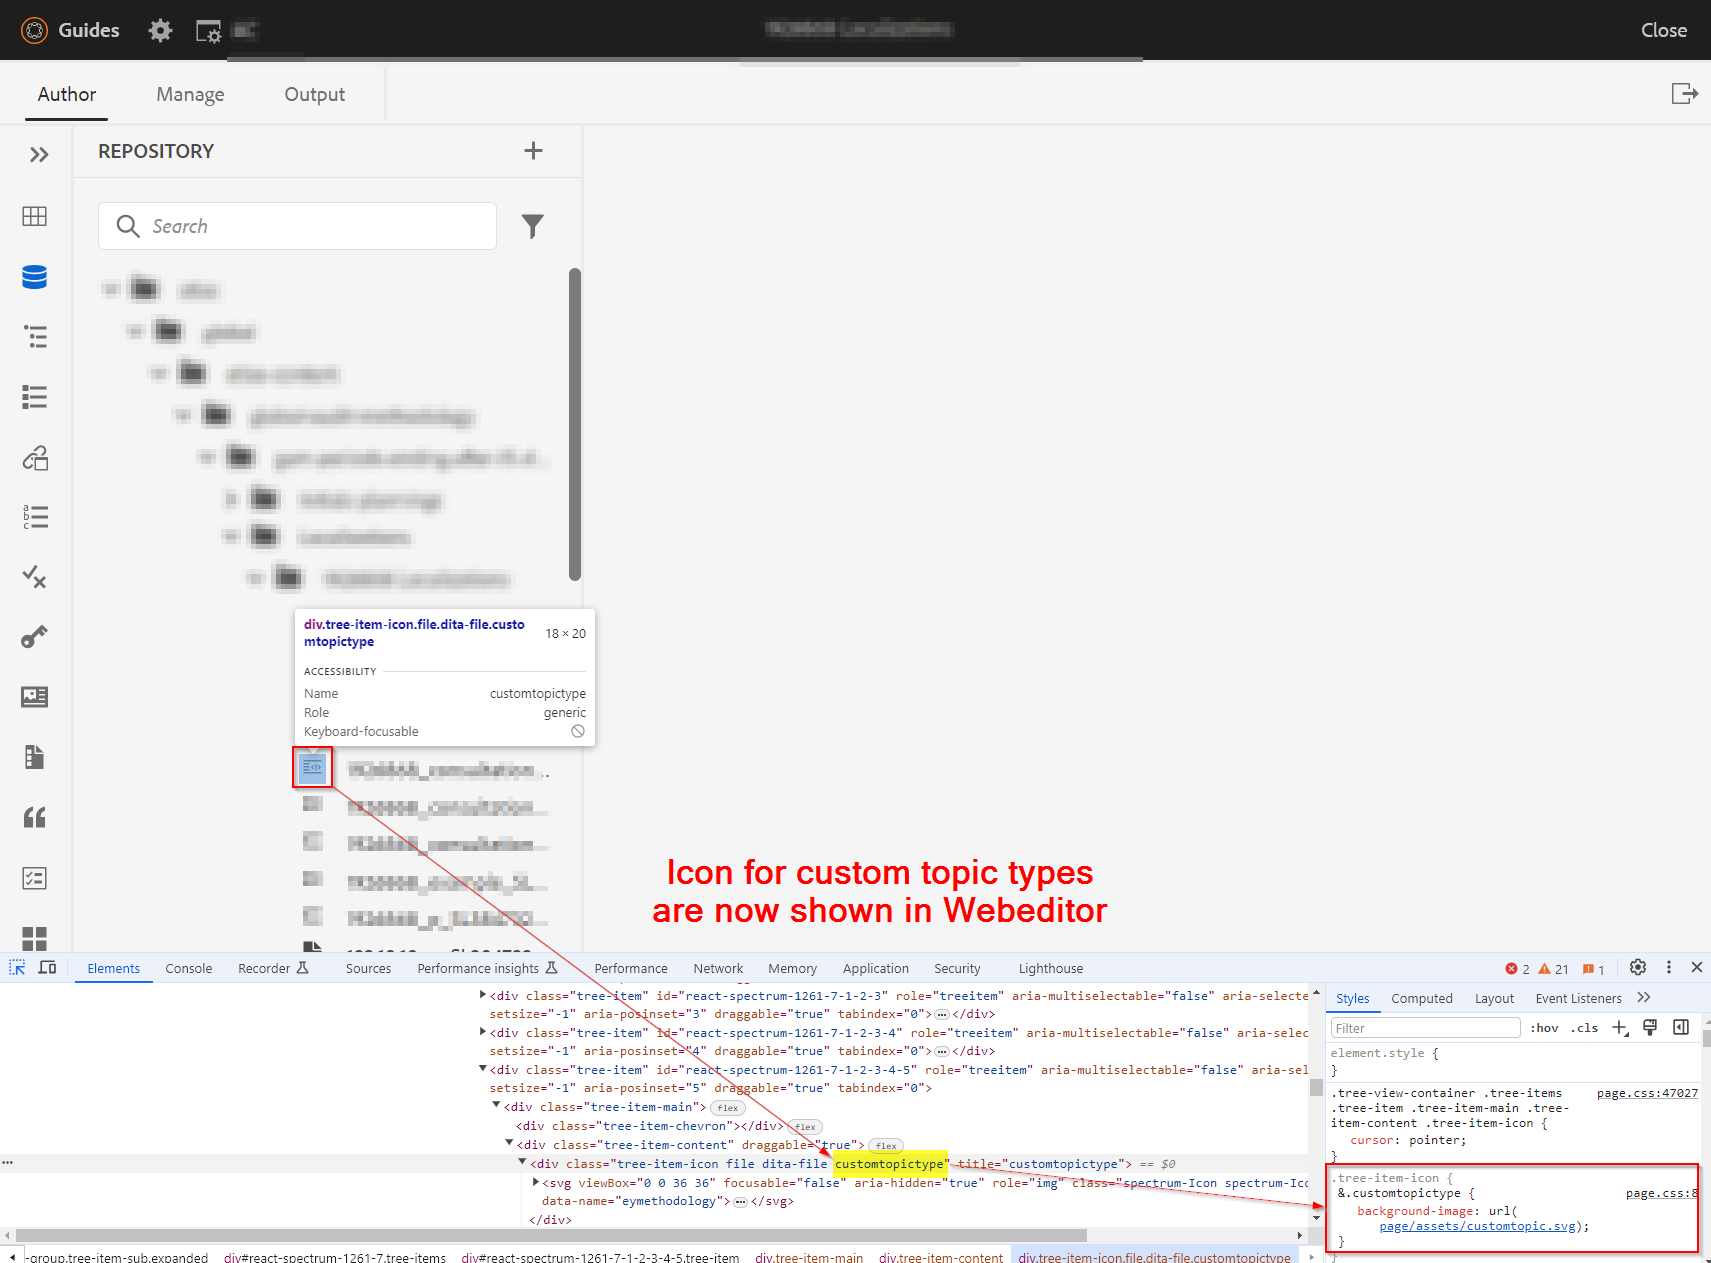 Guides
Close
Author
Manage
Output
REPOSITORY
Search
div.tree-item-icon.file.dita-file.custo
mtopictype
18 × 20
ACCESSIBILITY
Name
customtopictype
Role
generic
Keyboard-focusable
Icon for custom topic types
are now shown in Webeditor
Elements
Console
Recorder
Sources
Performance insights
Performance
Network
Memory
Application
Security
Lighthouse
2
21
1
<div class="tree-item" id="react-spectrum-1261-7-1-2-3" role="treeitem" aria-multiselectable="false" aria-selecte
setsize="-1" aria-posinset="3" draggable="true" tabindex="0"> … </div>
<div class="tree-item" id="react-spectrum-1261-7-1-2-3-4" role="treeitem" aria-multiselectable="false" aria-selec
setsize="-1" aria-posinset="4" draggable="true" tabindex="0"> … </div>
<div class="tree-item" id="react-spectrum-1261-7-1-2-3-4-5" role="treeitem" aria-multiselectable="false" aria-sel
setsize="-1" aria-posinset="5" draggable="true" tabindex="0">
<div class="tree-item-main"> flex
<div class="tree-item-chevron"></div> flex
<div class="tree-item-content" draggable="true"> flex
<div class="tree-item-icon file dita-file customtopictype" title="customtopictype"> == $0
<svg viewBox="0 0 36 36" focusable="false" aria-hidden="true" role="img" class="spectrum-Icon spectrum-Ico
data-name="eymethodology"> … </svg>
</div>
-group.tree-item-sub.expanded
div#react-spectrum-1261-7.tree-items
div#react-spectrum-1261-7-1-2-3-4-5.tree-item
div.tree-item-main
div.tree-item-content
div.tree-item-icon.file.dita-file.customtopictype
Styles
Computed
Layout
Event Listeners
Filter
:hov
.cls
element.style {
}
.tree-view-container .tree-items
page.css:47027
.tree-item .tree-item-main .tree-
item-content .tree-item-icon {
cursor: pointer;
}
.tree-item-icon {
&.customtopictype {
page.css:8
background-image: url(
page/assets/customtopic.svg);
}
}